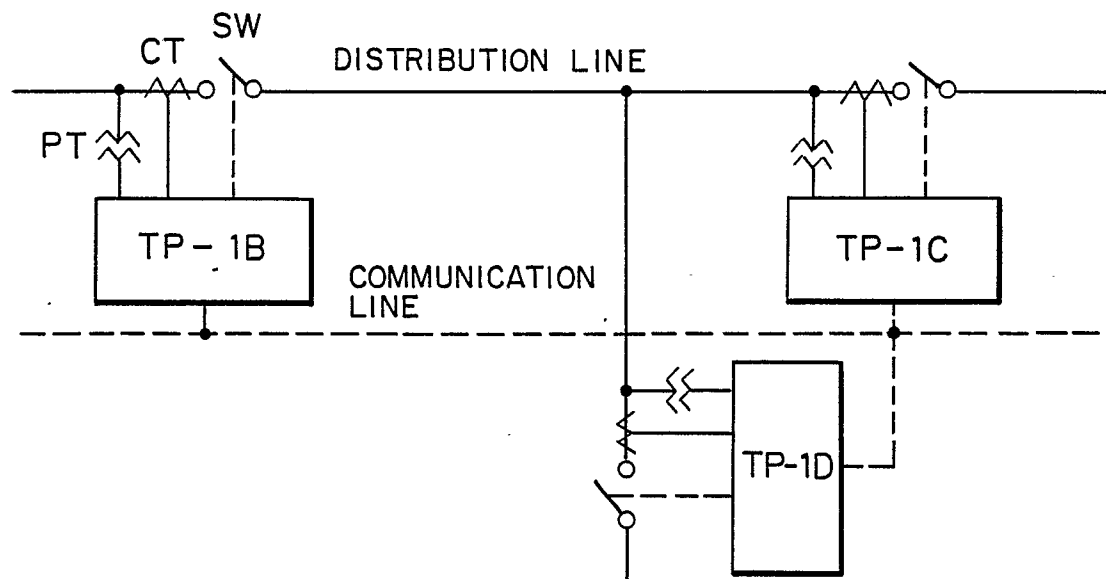 SW
CT
DISTRIBUTION LINE
PT
TP-1B
TP-1C
COMMUNICATION
LINE
TP-1D